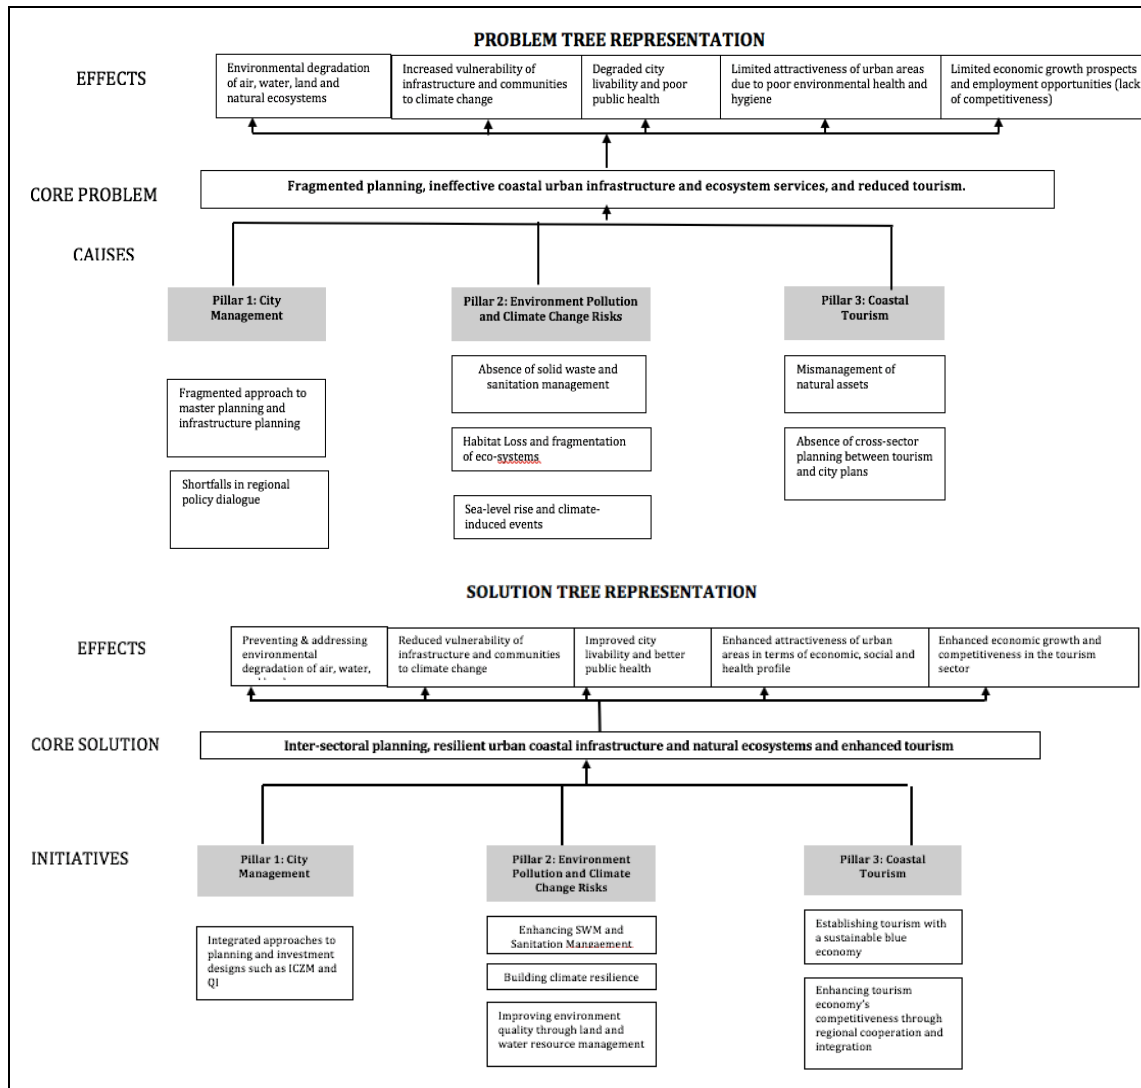 PROBLEM TREE REPRESENTATION
EFFECTS
Environmental degradation
of air, water, land and
natural ecosystems
Increased vulnerability of
infrastructure and communities
to climate change
Degraded city
livability and poor
public health
Limited attractiveness of urban areas
due to poor environmental health and
hygiene
Limited economic growth prospects
and employment opportunities (lack
of competitiveness)
CORE PROBLEM
Fragmented planning, ineffective coastal urban infrastructure and ecosystem services, and reduced tourism.
CAUSES
Pillar 1: City
Management
Fragmented approach to
master planning and
infrastructure planning
Shortfalls in regional
policy dialogue
Pillar 2: Environment Pollution
and Climate Change Risks
Absence of solid waste and
sanitation management
Habitat Loss and fragmentation
of eco-systems
Sea-level rise and climate-
induced events
Pillar 3: Coastal
Tourism
Mismanagement of
natural assets
Absence of cross-sector
planning between tourism
and city plans
SOLUTION TREE REPRESENTATION
EFFECTS
Preventing & addressing
environmental
degradation of air, water,
Reduced vulnerability of
infrastructure and communities
to climate change
Improved city
livability and better
public health
Enhanced attractiveness of urban
areas in terms of economic, social and
health profile
Enhanced economic growth and
competitiveness in the tourism
sector
CORE SOLUTION
Inter-sectoral planning, resilient urban coastal infrastructure and natural ecosystems and enhanced tourism
INITIATIVES
Pillar 1: City
Management
Integrated approaches to
planning and investment
designs such as ICZM and
QI
Pillar 2: Environment
Pollution and Climate
Change Risks
Enhancing SWM and
Sanitation Mangaement
Building climate resilience
Improving environment
quality through land and
water resource management
Pillar 3: Coastal
Tourism
Establishing tourism with
a sustainable blue
economy
Enhancing tourism
economy's
competitiveness through
regional cooperation and
integration